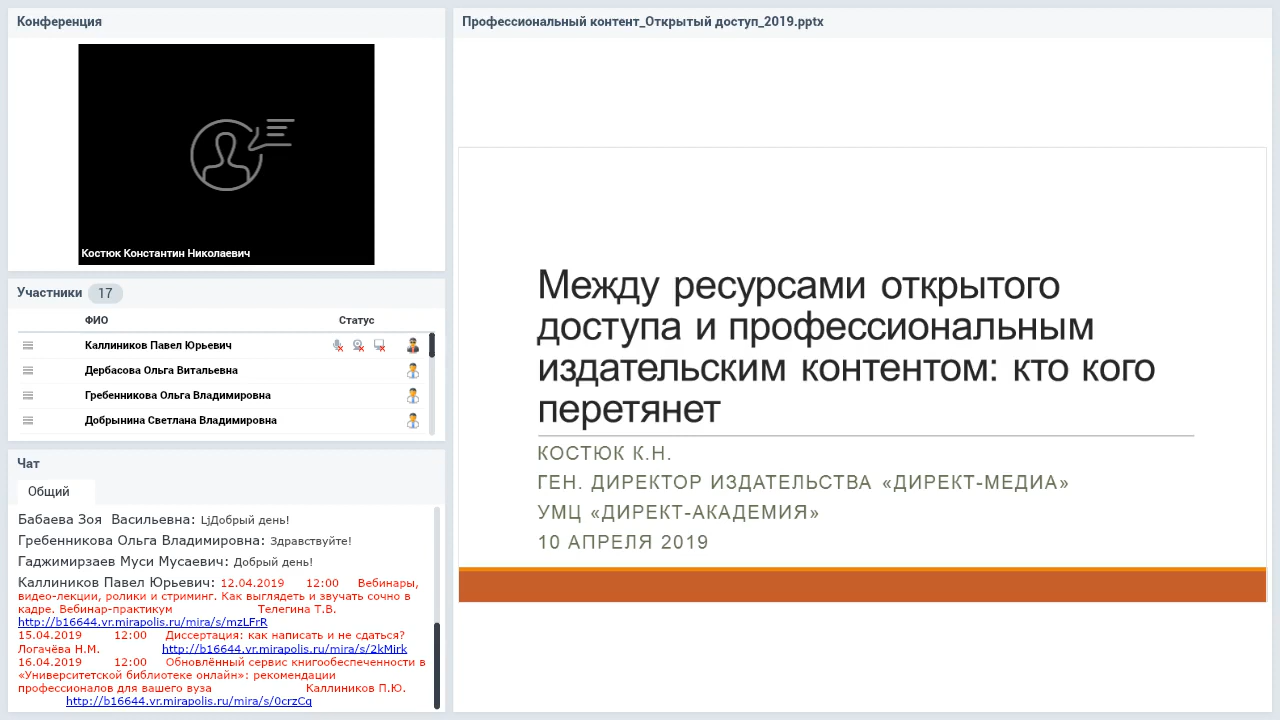 Конференция
Костюк Константин Николаевич
Участники 17
ФИО Статус
Каллиников Павел Юрьевич
Дербасова Ольга Витальевна
Гребенникова Ольга Владимировна
Добрынина Светлана Владимировна
Чат
Общий
Бабаева Зоя Васильевна: LjДобрый день!
Гребенникова Ольга Владимировна: Здравствуйте!
Гаджимирзаев Муси Мусаевич: Добрый день!
Каллиников Павел Юрьевич: 12.04.2019 12:00 Вебинары,
видео-лекции, ролики и стриминг. Как выглядеть и звучать сочно в
кадре. Вебинар-практикум Телегина Т.В.
http://b16644.vr.mirapolis.ru/mira/s/mzLFrR
15.04.2019 12:00 Диссертация: как написать и не сдаться?
Логачёва Н.М. http://b16644.vr.mirapolis.ru/mira/s/2kMirk
16.04.2019 12:00 Обновлённый сервис книгообеспеченности в
«Университетской библиотеке онлайн»: рекомендации
профессионалов для вашего вуза Каллиников П.Ю.
http://b16644.vr.mirapolis.ru/mira/s/0crzCq
Профессиональный контент_Открытый доступ_2019.pptx
Между ресурсами открытого
доступа и профессиональным
издательским контентом: кто кого
перетянет
КОСТЮК К.Н.
ГЕН. ДИРЕКТОР ИЗДАТЕЛЬСТВА «ДИРЕКТ-МЕДИА»
УМЦ «ДИРЕКТ-АКАДЕМИЯ»
10 АПРЕЛЯ 2019